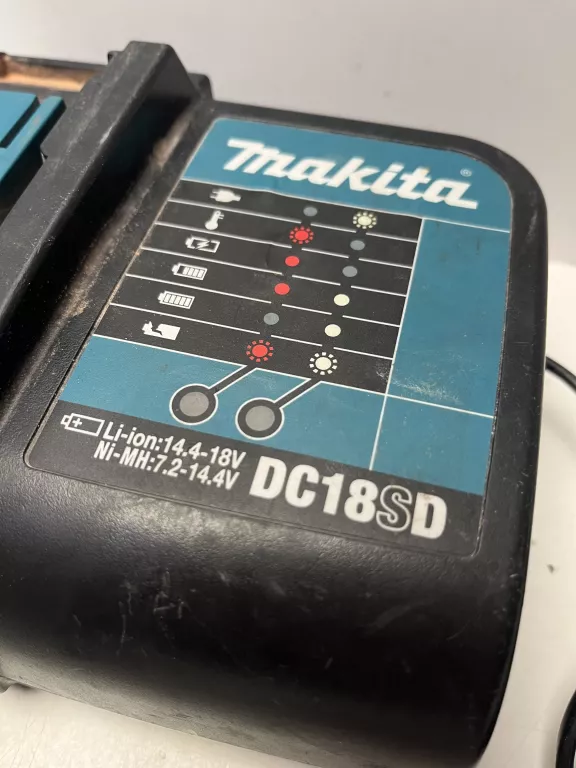 makita®
Li-ion:14.4-18V
Ni-MH:7.2-14.4V
DC18SD